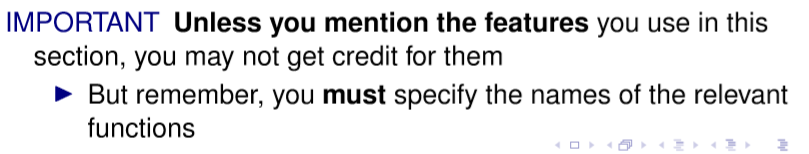 IMPORTANT Unless you mention the features you use in this
section, you may not get credit for them
▶ But remember, you must specify the names of the relevant
functions